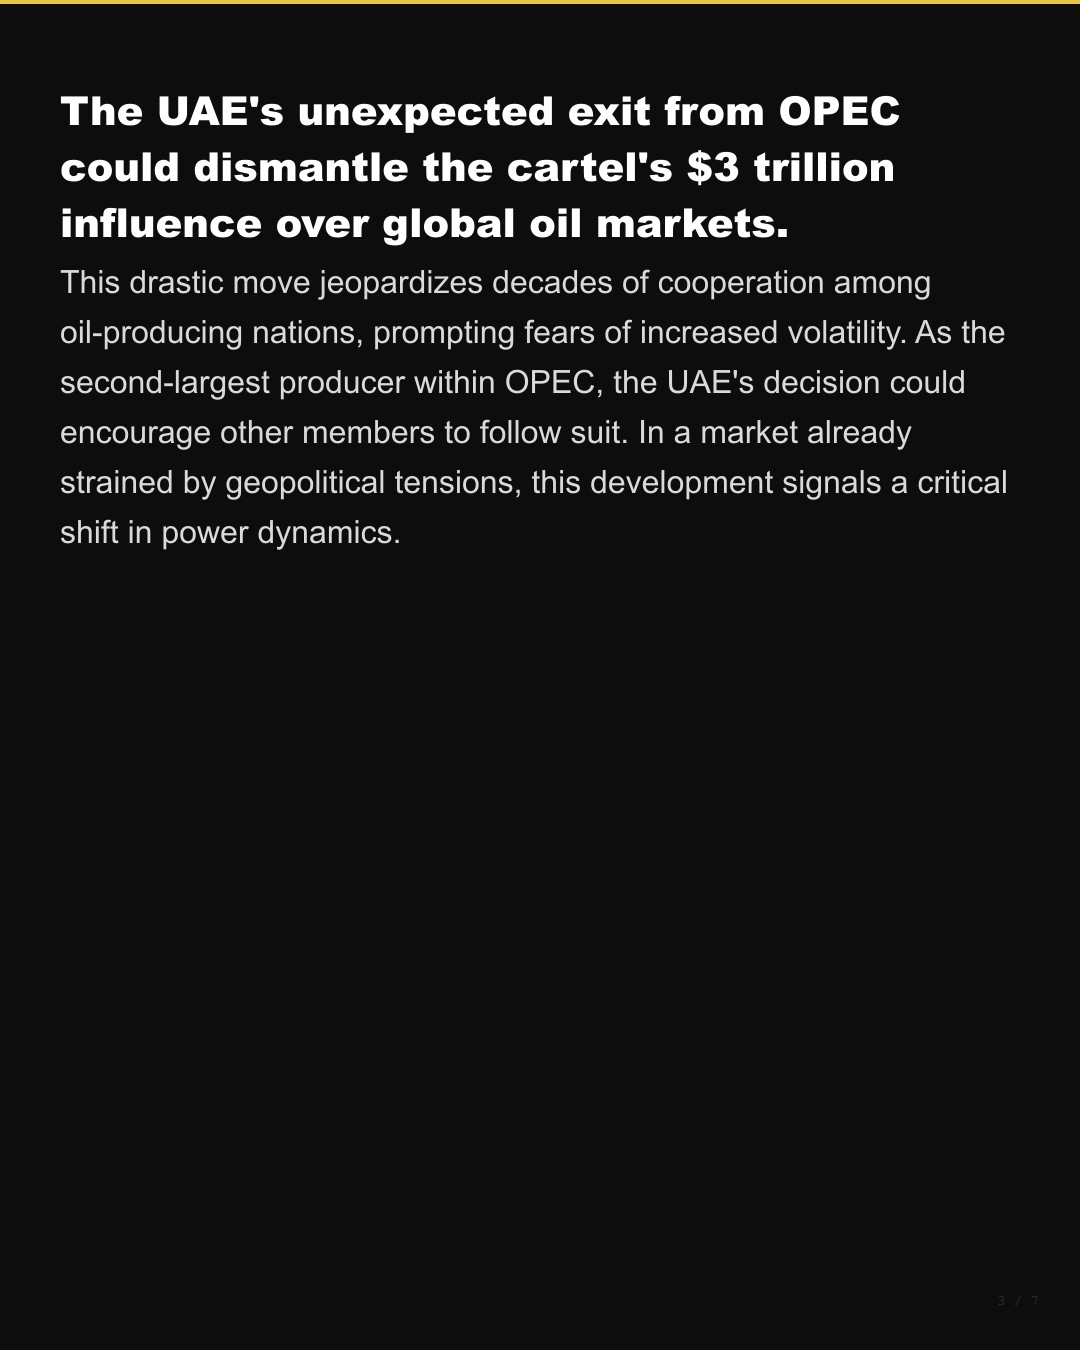 The UAE's unexpected exit from OPEC
could dismantle the cartel's $3 trillion
influence over global oil markets.
This drastic move jeopardizes decades of cooperation among
oil-producing nations, prompting fears of increased volatility. As the
second-largest producer within OPEC, the UAE's decision could
encourage other members to follow suit. In a market already
strained by geopolitical tensions, this development signals a critical
shift in power dynamics.
3 / 7